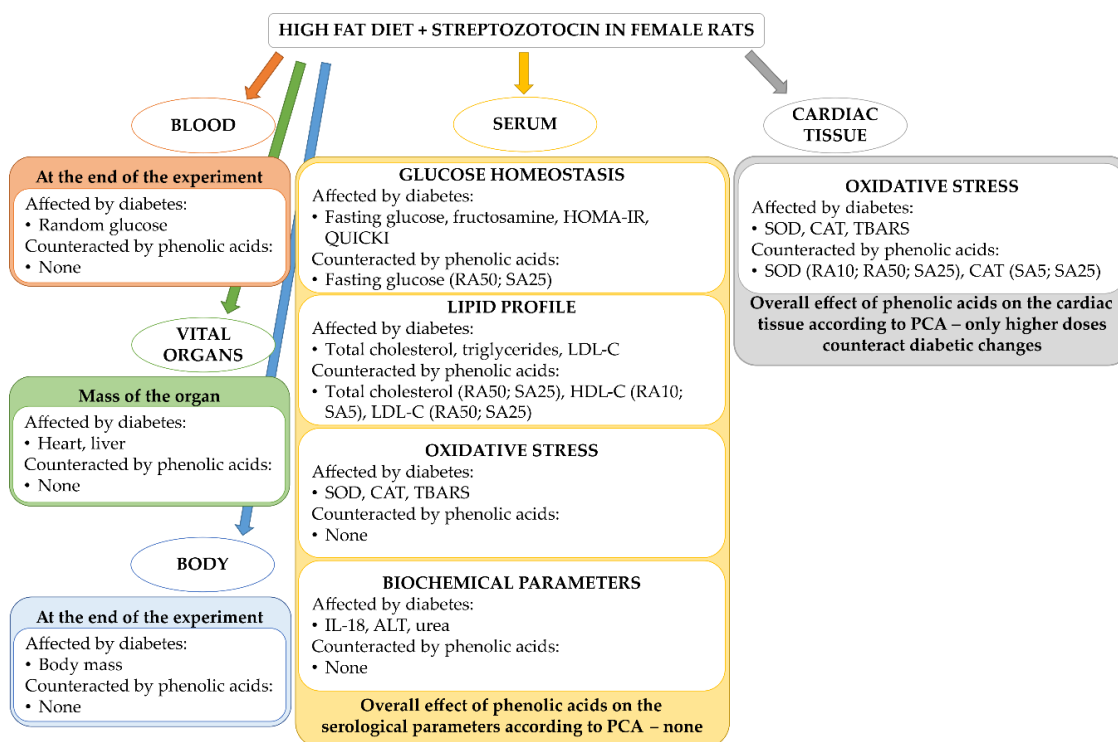 HIGH FAT DIET + STREPTOZOTOCIN IN FEMALE RATS
BLOOD
At the end of the experiment
Affected by diabetes:
• Random glucose
Counteracted by phenolic acids:
• None
VITAL
ORGANS
Mass of the organ
Affected by diabetes:
• Heart, liver
Counteracted by phenolic acids:
• None
BODY
At the end of the experiment
Affected by diabetes:
• Body mass
Counteracted by phenolic acids:
• None
SERUM
GLUCOSE HOMEOSTASIS
Affected by diabetes:
• Fasting glucose, fructosamine, HOMA-IR,
QUICKI
Counteracted by phenolic acids:
• Fasting glucose (RA50; SA25)
LIPID PROFILE
Affected by diabetes:
• Total cholesterol, triglycerides, LDL-C
Counteracted by phenolic acids:
• Total cholesterol (RA50; SA25), HDL-C (RA10;
SA5), LDL-C (RA50; SA25)
OXIDATIVE STRESS
Affected by diabetes:
• SOD, CAT, TBARS
Counteracted by phenolic acids:
• None
BIOCHEMICAL PARAMETERS
Affected by diabetes:
• IL-18, ALT, urea
Counteracted by phenolic acids:
• None
Overall effect of phenolic acids on the
serological parameters according to PCA – none
CARDIAC
TISSUE
OXIDATIVE STRESS
Affected by diabetes:
• SOD, CAT, TBARS
Counteracted by phenolic acids:
• SOD (RA10; RA50; SA25), CAT (SA5; SA25)
Overall effect of phenolic acids on the cardiac
tissue according to PCA – only higher doses
counteract diabetic changes